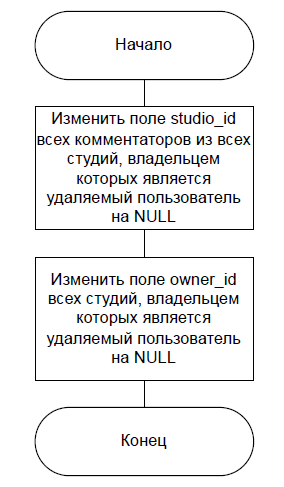 Начало
Изменить поле studio_id
всех комментаторов из всех
студий, владельцем
которых является
удаляемый пользователь
на NULL
Изменить поле owner_id
всех студий, владельцем
которых является
удаляемый пользователь
на NULL
Конец